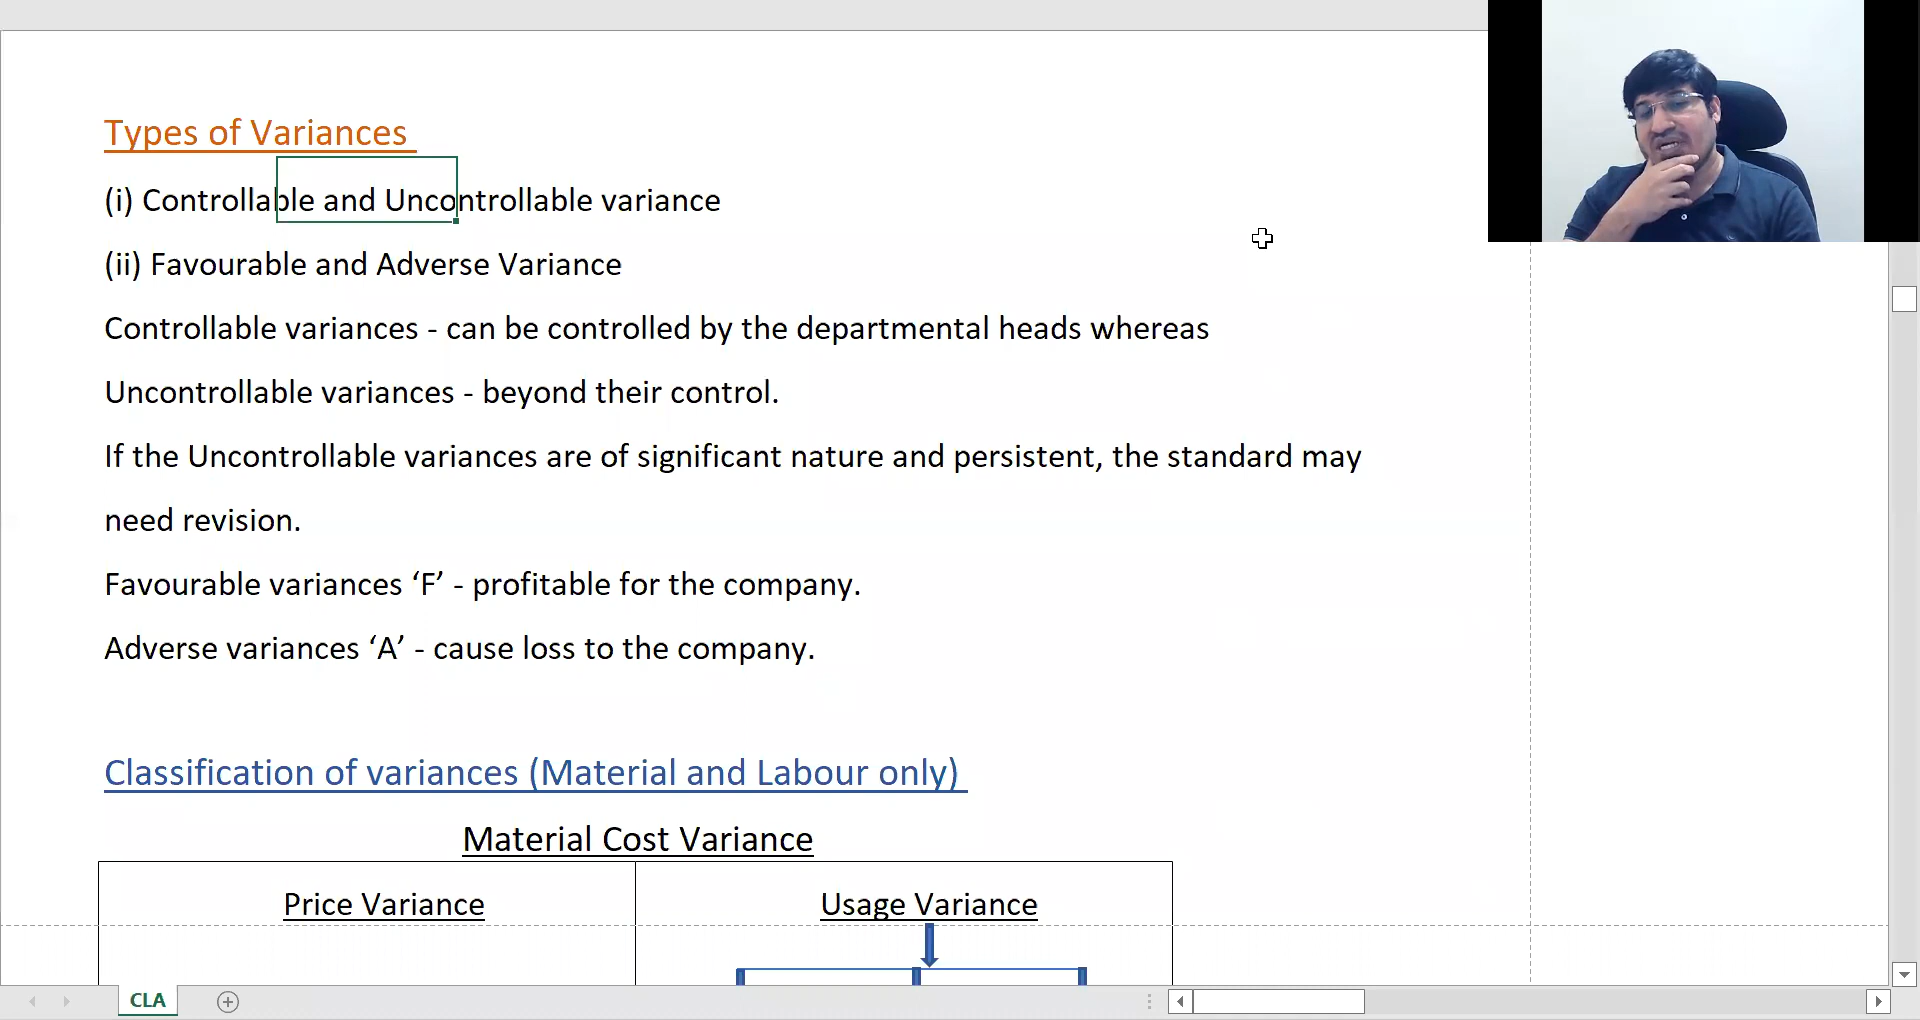 Types of Variances
(i) Controllable and Uncontrollable variance
(ii) Favourable and Adverse Variance
Controllable variances - can be controlled by the departmental heads whereas
Uncontrollable variances - beyond their control.
If the Uncontrollable variances are of significant nature and persistent, the standard may
need revision.
Favourable variances ‘F’ - profitable for the company.
Adverse variances ‘A’ - cause loss to the company.
Classification of variances (Material and Labour only)
Material Cost Variance
Price Variance
Usage Variance
CLA